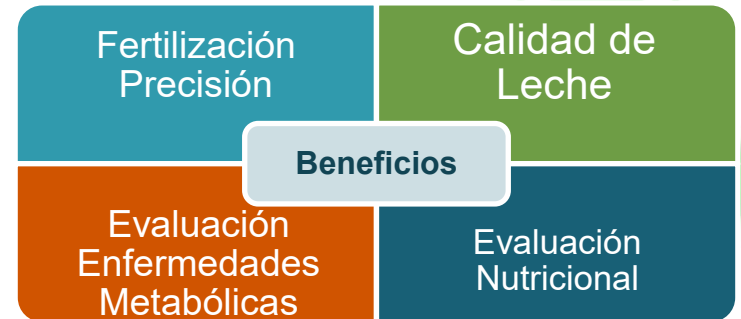 Fertilización
Precisión
Calidad de
Leche
Beneficios
Evaluación
Enfermedades
Metabólicas
Evaluación
Nutricional